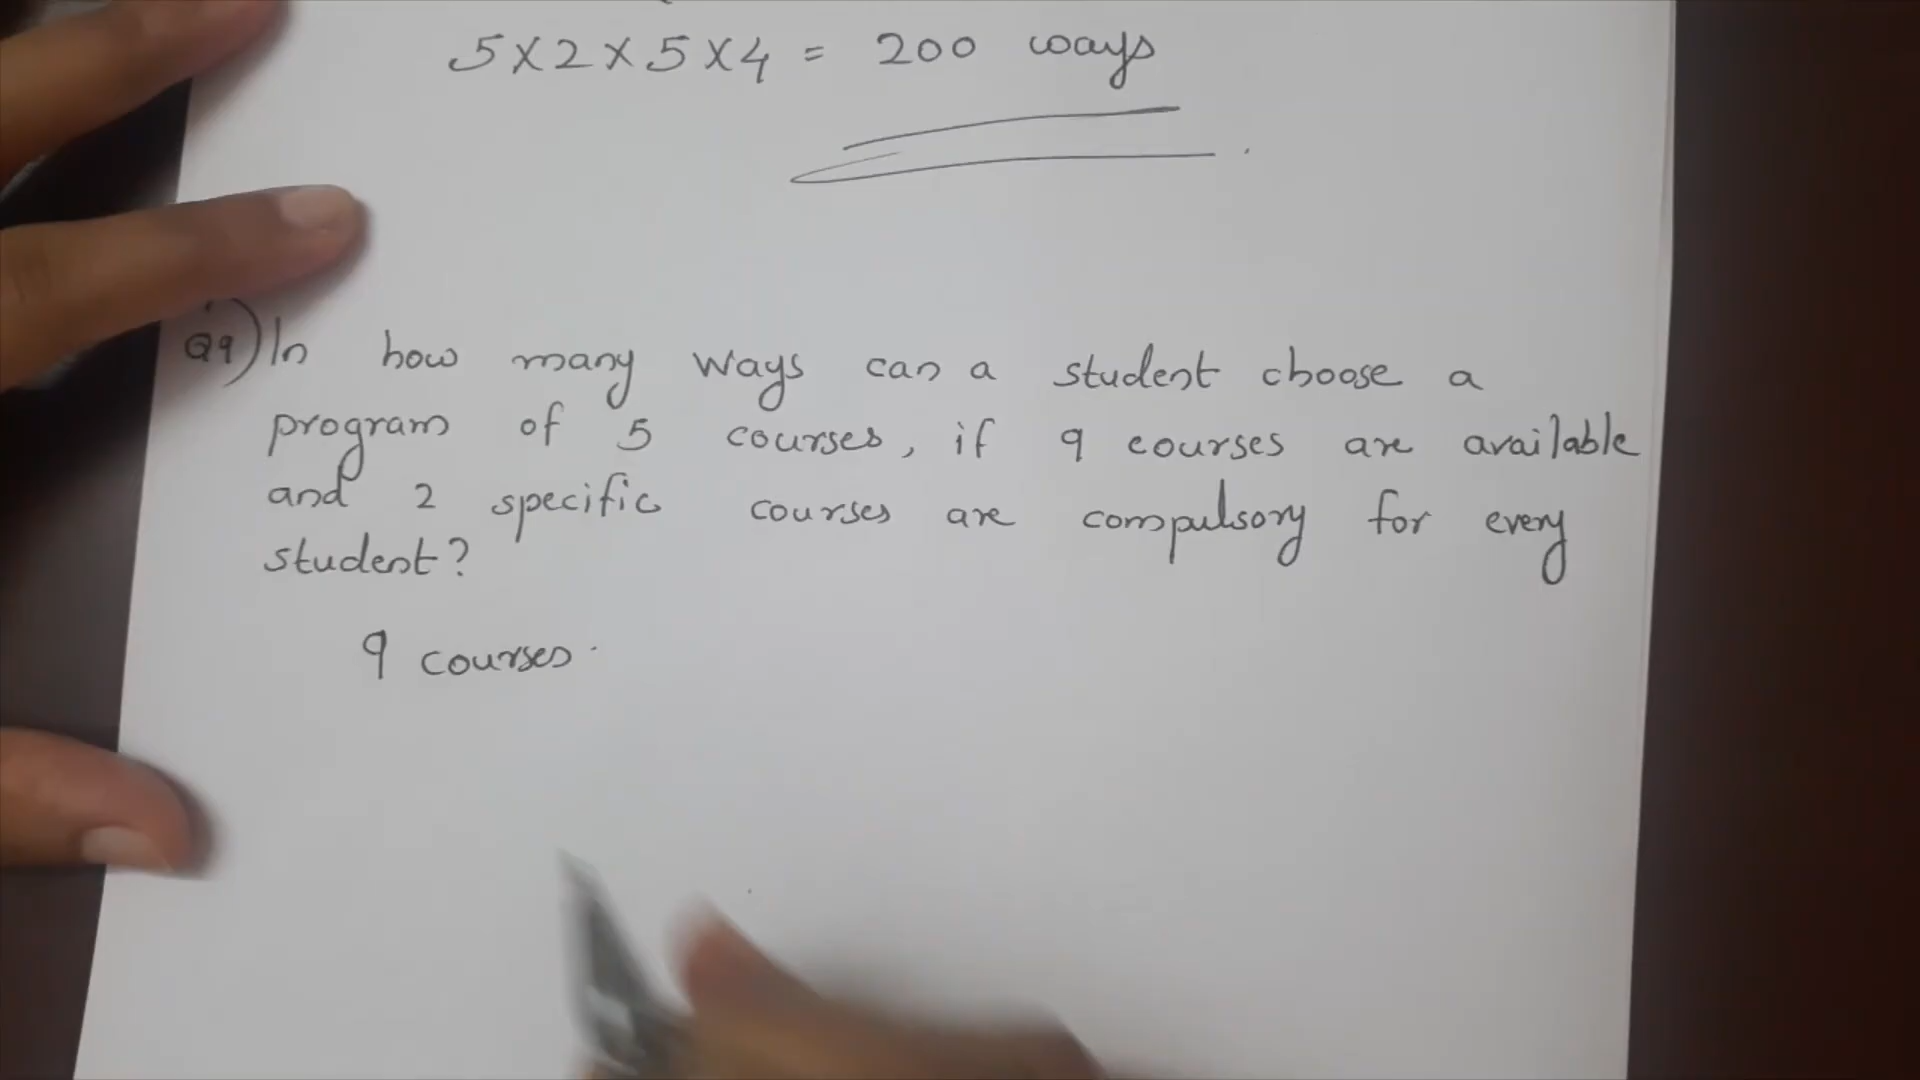 5 X 2 X 5 X 4 = 200 ways
Q9) In how many ways can a student choose a
program of 5 courses, if 9 courses are available
and 2 specific courses are compulsory for every
student?
9 courses.